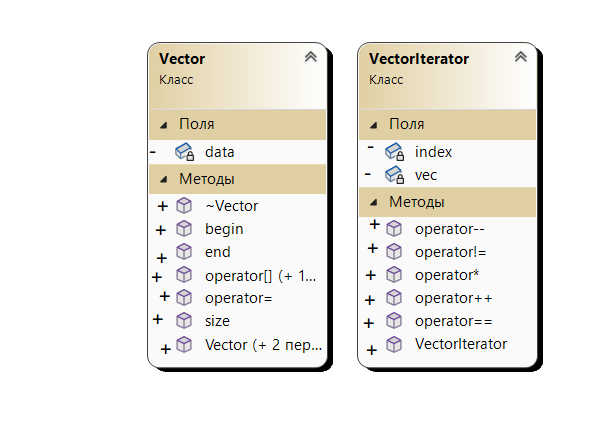 Vector
Класс
Поля
- data
Методы
+ ~Vector
+ begin
+ end
+ operator[] (+ 1...
+ operator=
+ size
+ Vector (+ 2 пер...
VectorIterator
Класс
Поля
- index
- vec
Методы
+ operator--
+ operator!=
+ operator*
+ operator++
+ operator==
+ VectorIterator